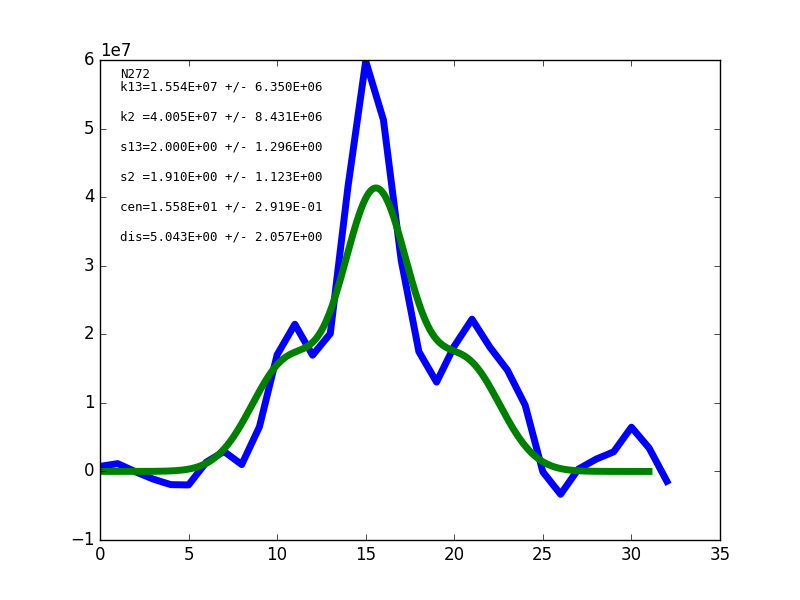 1e7
6
5
4
3
2
1
0
−1
N272
k13=1.554E+07 +/- 6.350E+06
k2 =4.005E+07 +/- 8.431E+06
s13=2.000E+00 +/- 1.296E+00
s2 =1.910E+00 +/- 1.123E+00
cen=1.558E+01 +/- 2.919E-01
dis=5.043E+00 +/- 2.057E+00
0 5 10 15 20 25 30 35